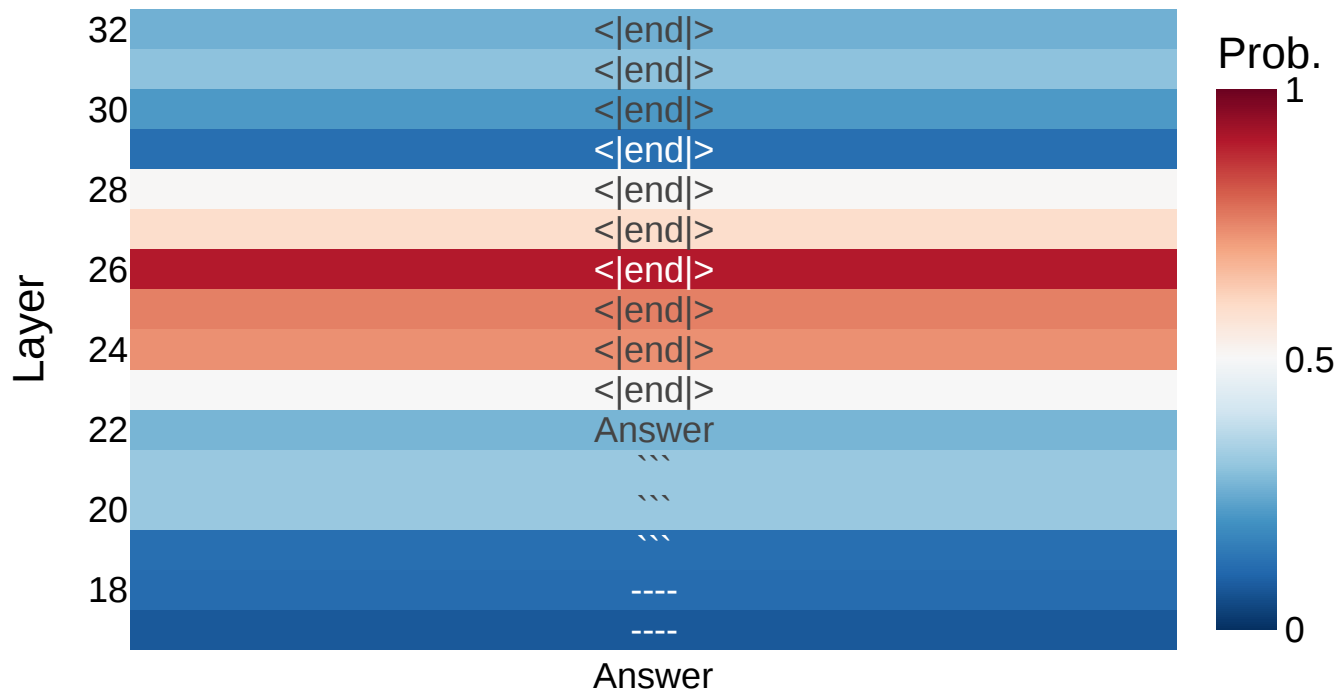 32 <|end|>
<|end|>
30 <|end|>
<|end|>
28 <|end|>
<|end|>
26 <|end|>
<|end|>
24 <|end|>
<|end|>
22 Answer
```
20 ```
```
18 ----
----
Answer
Layer
Prob.
1
0.5
0